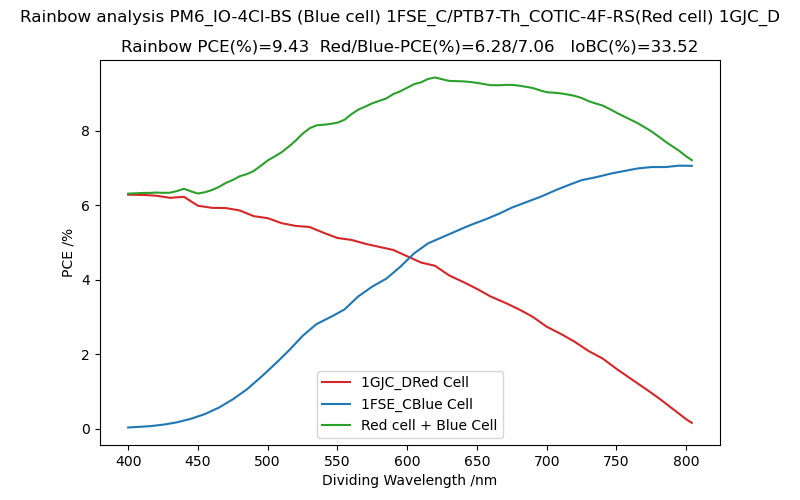 Rainbow analysis PM6_IO-4Cl-BS (Blue cell) 1FSE_C/PTB7-Th_COTIC-4F-RS(Red cell) 1GJC_D
Rainbow PCE(%)=9.43  Red/Blue-PCE(%)=6.28/7.06   IoBC(%)=33.52
PCE /%
8
6
4
2
0
1GJC_DRed Cell
1FSE_CBlue Cell
Red cell + Blue Cell
400 450 500 550 600 650 700 750 800
Dividing Wavelength /nm